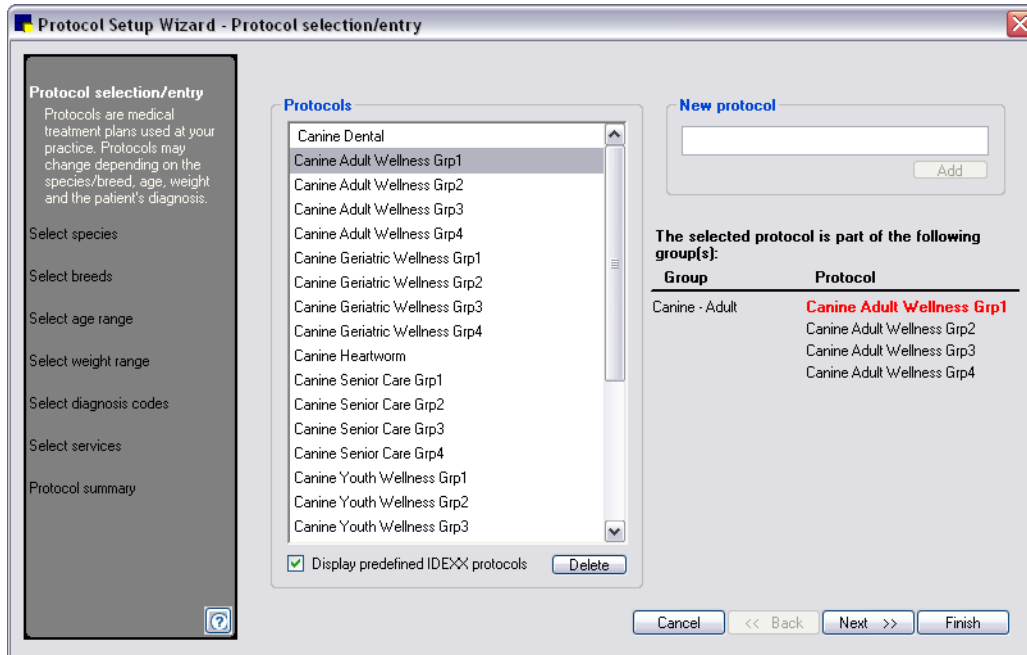 Protocol Setup Wizard - Protocol selection/entry
Protocol selection/entry
Protocols are medical
treatment plans used at your
practice. Protocols may
change depending on the
species/breed, age, weight
and the patient's diagnosis.
Select species
Select breeds
Select age range
Select weight range
Select diagnosis codes
Select services
Protocol summary
?
Protocols
Canine Dental
Canine Adult Wellness Grp1
Canine Adult Wellness Grp2
Canine Adult Wellness Grp3
Canine Adult Wellness Grp4
Canine Geriatric Wellness Grp1
Canine Geriatric Wellness Grp2
Canine Geriatric Wellness Grp3
Canine Geriatric Wellness Grp4
Canine Heartworm
Canine Senior Care Grp1
Canine Senior Care Grp2
Canine Senior Care Grp3
Canine Senior Care Grp4
Canine Youth Wellness Grp1
Canine Youth Wellness Grp2
Canine Youth Wellness Grp3
Display predefined IDEXX protocols
Delete
New protocol
Add
The selected protocol is part of the following
group(s):
Group Protocol
Canine - Adult Canine Adult Wellness Grp1
Canine Adult Wellness Grp2
Canine Adult Wellness Grp3
Canine Adult Wellness Grp4
Cancel << Back Next >> Finish